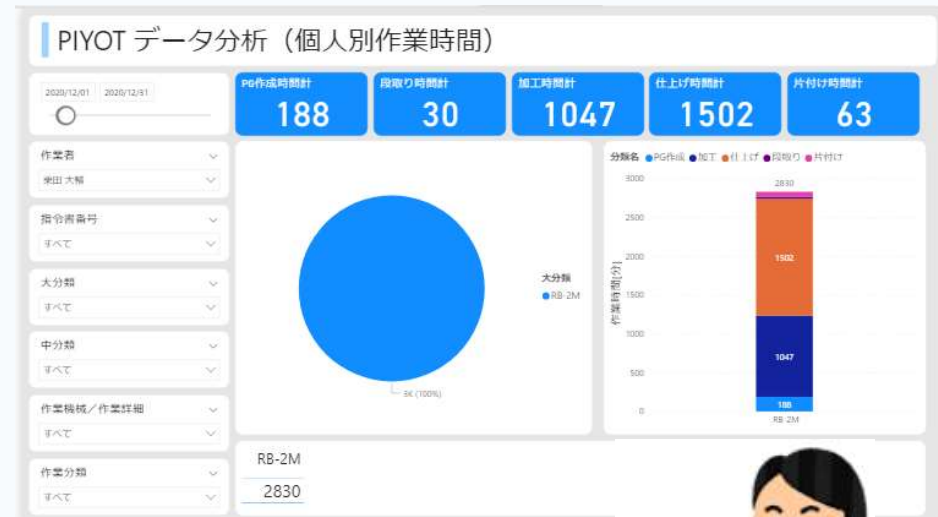 PIYOT データ分析（個人別作業時間）
2020/12/01 2020/12/31
PG作成時間計
188
段取り時間計
30
加工時間計
1047
仕上げ時間計
1502
片付け時間計
63
作業者
柴田 大輔
指令書番号
すべて
大分類
すべて
中分類
すべて
作業機械／作業詳細
すべて
作業分類
すべて
大分類
RB-2M
3K (100%)
分類名 PG作成 加工 仕上げ 段取り 片付け
作業時間[分]
3000
2500
2000
1500
1000
500
0
2830
1502
1047
188
RB-2M
RB-2M
2830